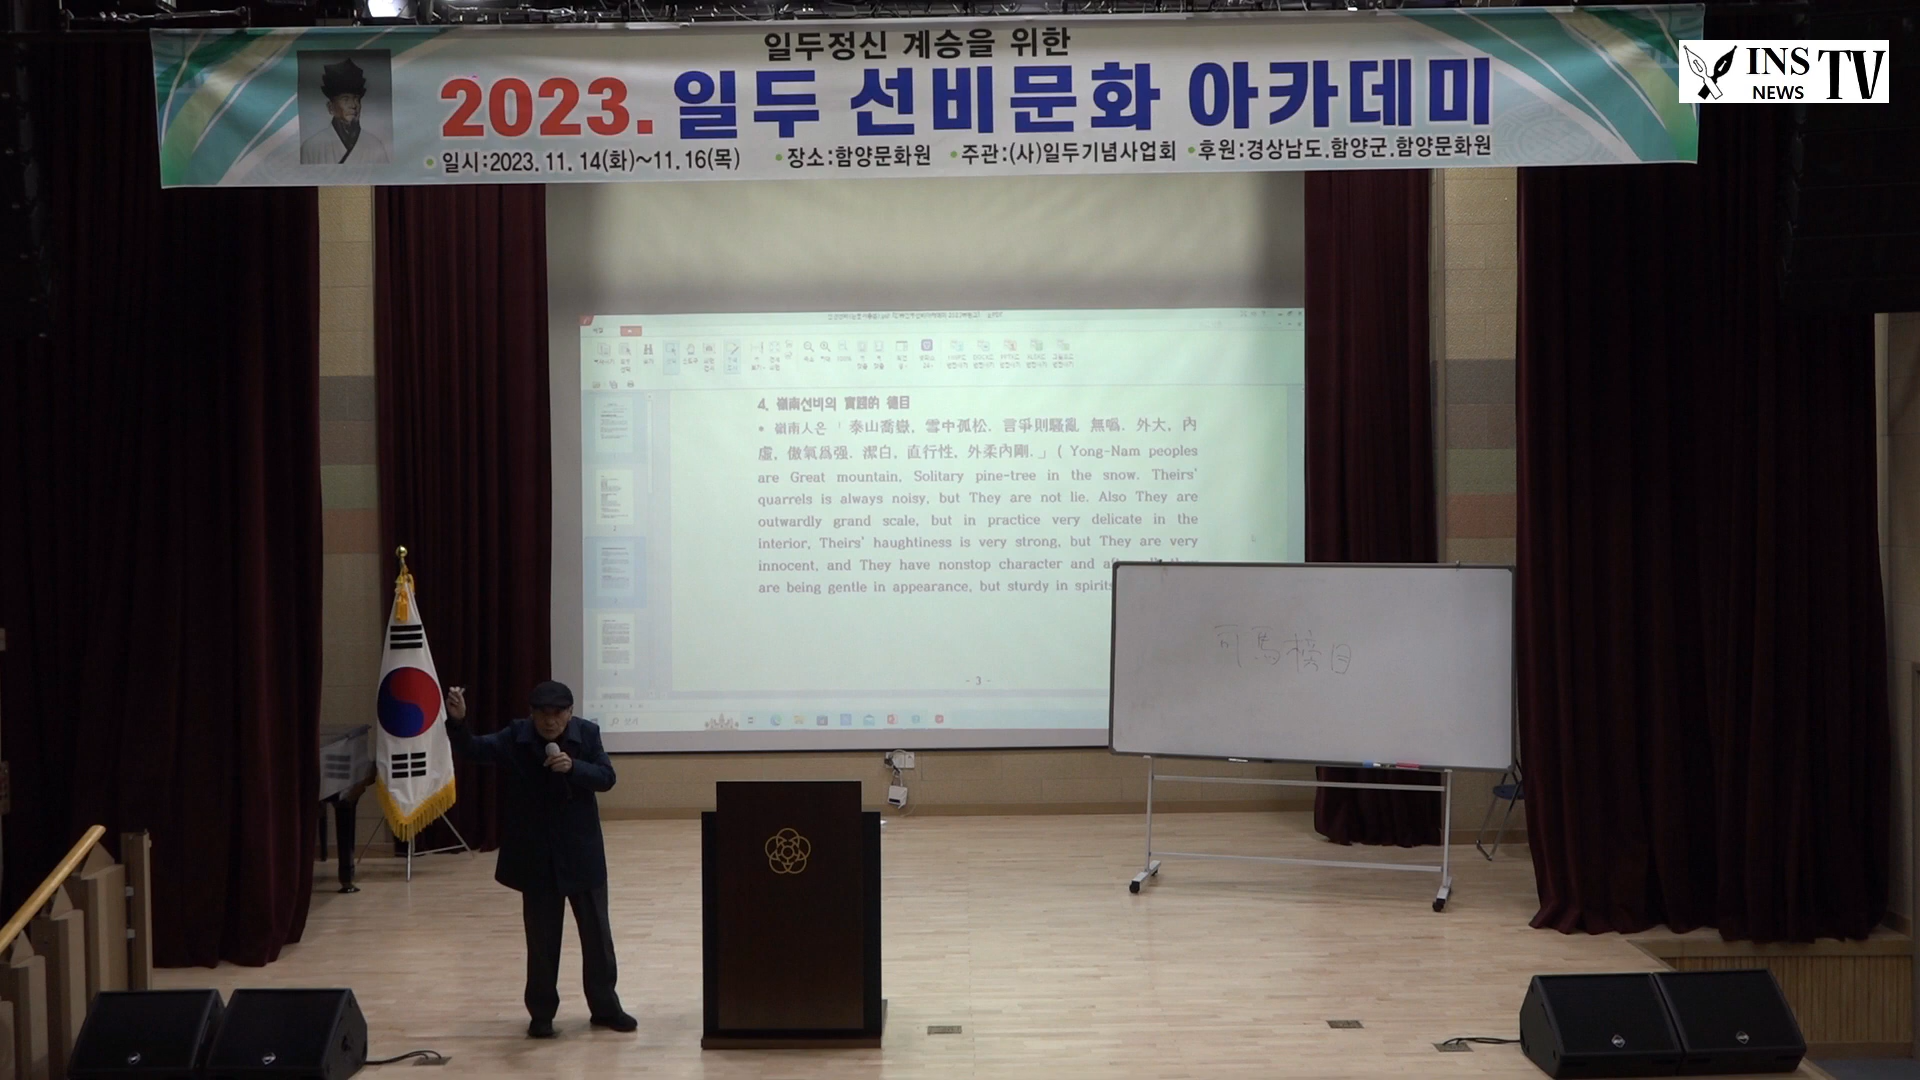 일두정신 계승을 위한
2023. 일두 선비문화 아카데미
• 일시:2023. 11. 14(화)~11. 16(목) • 장소:함양문화원 • 주관:(사)일두기념사업회 • 후원:경상남도.함양군.함양문화원
INS TV
NEWS
4. 嶺南선비의 實踐的 德目
• 嶺南人은 「 泰山喬嶽, 雪中孤松. 言爭則騷亂 無僞. 外大, 內
虛, 傲氣爲强. 潔白, 直行性, 外柔內剛.」( Yong-Nam peoples
are Great mountain, Solitary pine-tree in the snow. Theirs'
quarrels is always noisy, but They are not lie. Also They are
outwardly grand scale, but in practice very delicate in the
interior, Theirs' haughtiness is very strong, but They are very
innocent, and They have nonstop character and
are being gentle in appearance, but sturdy in spirits
- 3 -
司馬榜目